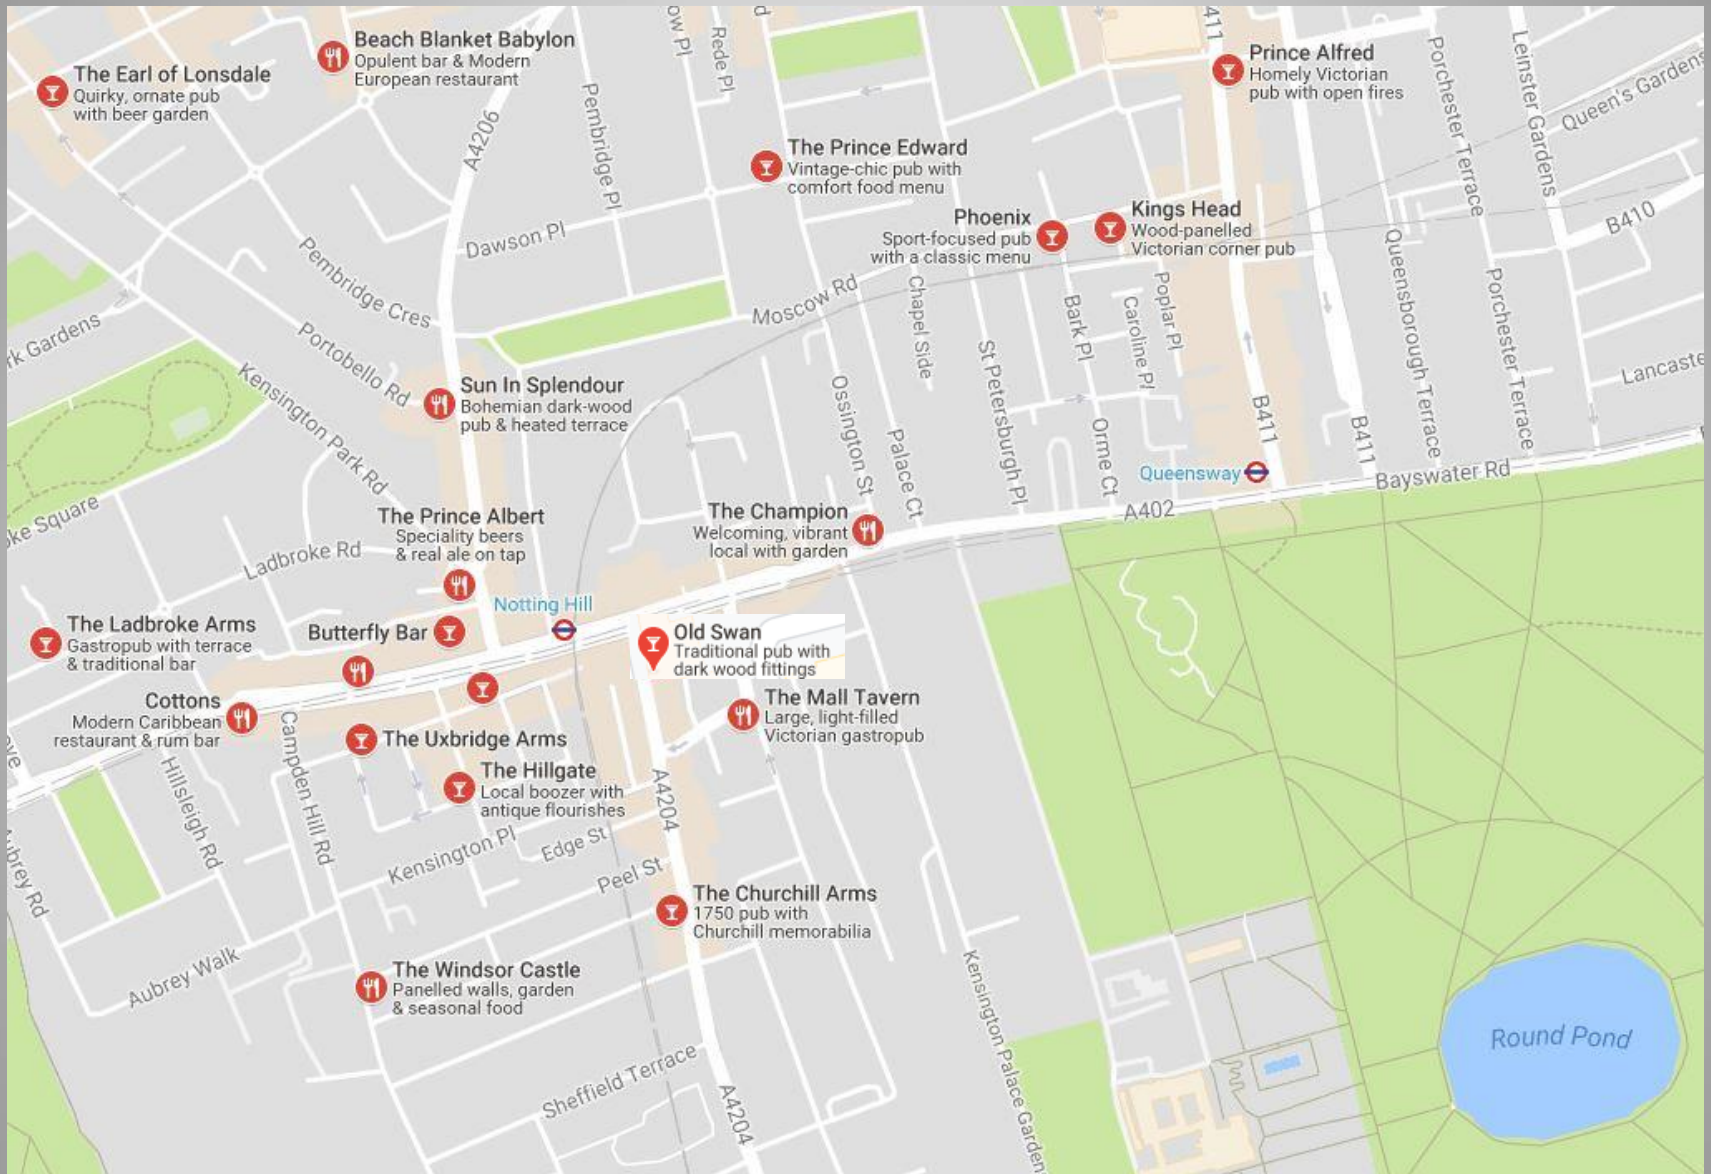 Beach Blanket Babylon
Opulent bar & Modern
European restaurant
The Earl of Lonsdale
Quirky, ornate pub
with beer garden
A4206
Pembridge Pl
ow Pl
Rede Pl
d
411
Prince Alfred
Homely Victorian
pub with open fires
Porchester Terrace
Leinster Gardens
Queen's Gardens
The Prince Edward
Vintage-chic pub with
comfort food menu
Phoenix
Sport-focused pub
with a classic menu
Kings Head
Wood-panelled
Victorian corner pub
B410
Dawson Pl
Pembridge Cres
Moscow Rd
Chapel Side
Bark Pl
Caroline Pl
Poplar Pl
Queensborough Terrace
Porchester Terrace
rk Gardens
Portobello Rd
Kensington Park Rd
Sun In Splendour
Bohemian dark-wood
pub & heated terrace
Ossington St
Palace Ct
St Petersburgh Pl
Orme Ct
B411
B411
Lancaste
Queensway
Bayswater Rd
A402
oke Square
Ladbroke Rd
The Prince Albert
Speciality beers
& real ale on tap
The Champion
Welcoming, vibrant
local with garden
Notting Hill
The Ladbroke Arms
Gastropub with terrace
& traditional bar
Butterfly Bar
Old Swan
Traditional pub with
dark wood fittings
Cottons
Modern Caribbean
restaurant & rum bar
The Mall Tavern
Large, light-filled
Victorian gastropub
ove
Hillsleigh Rd
Campden Hill Rd
The Uxbridge Arms
The Hillgate
Local boozer with
antique flourishes
A4204
Kensington Pl
Edge St
Peel St
ubrey Rd
The Churchill Arms
1750 pub with
Churchill memorabilia
Aubrey Walk
The Windsor Castle
Panelled walls, garden
& seasonal food
Kensington Palace Garden
Sheffield Terrace
A4204
Round Pond